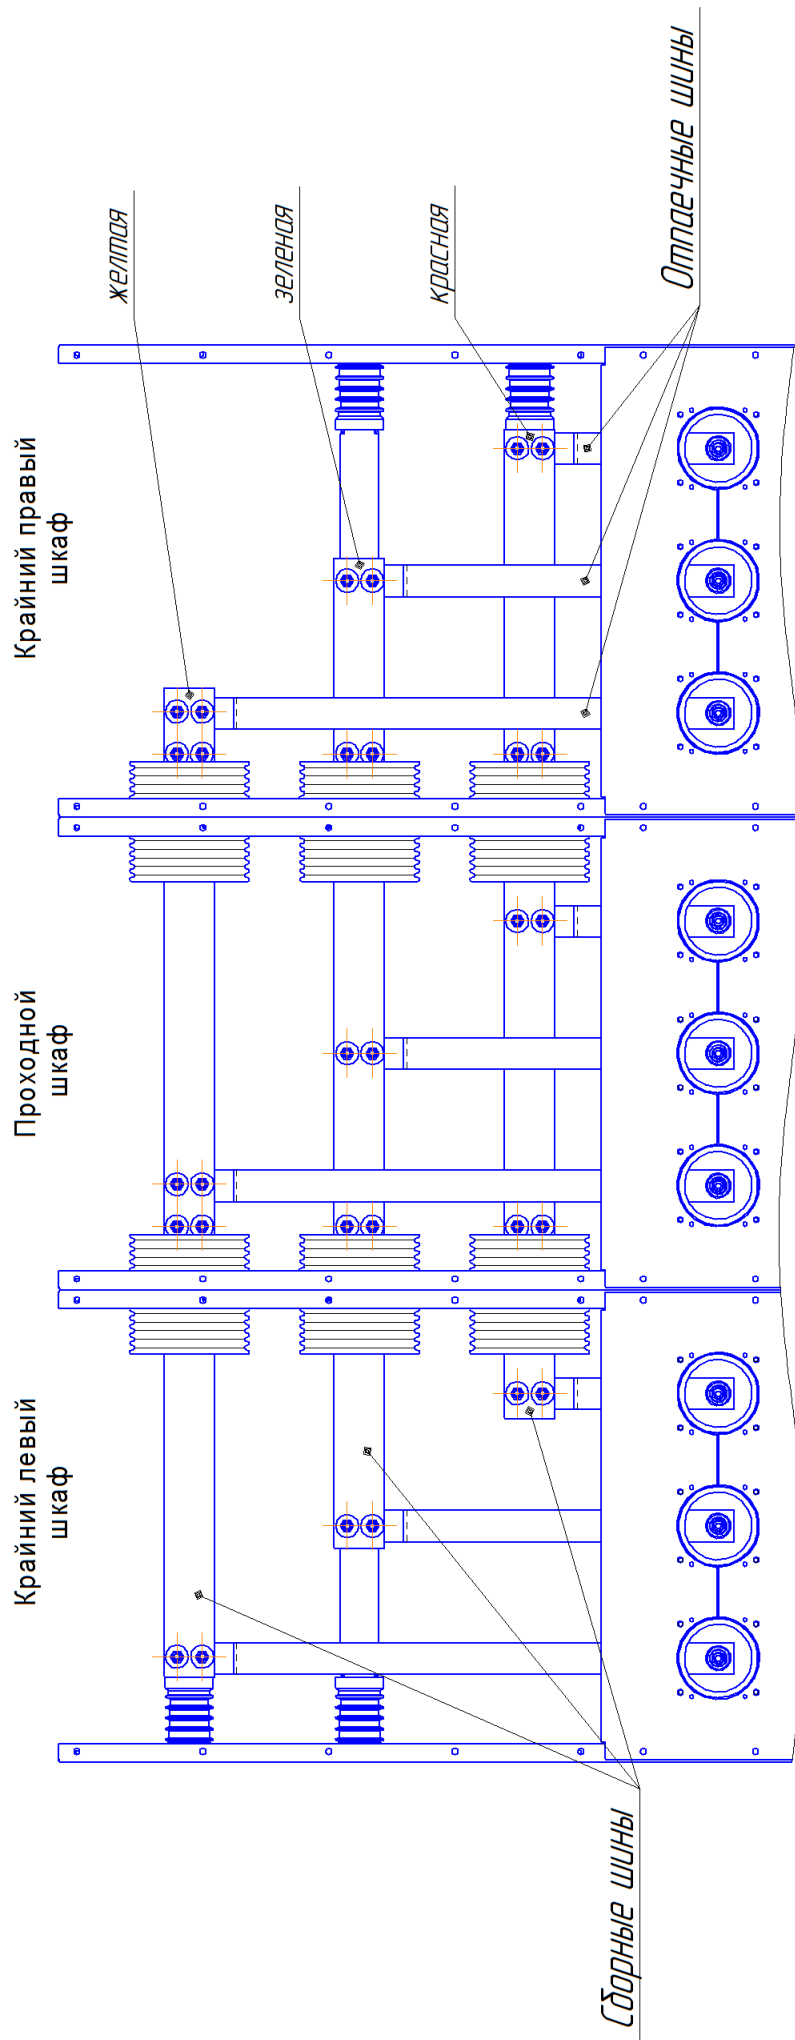 Крайний левый
шкаф
Проходной
шкаф
Крайний правый
шкаф
желтая
зеленая
красная
Отпаечные шины
Сборные шины